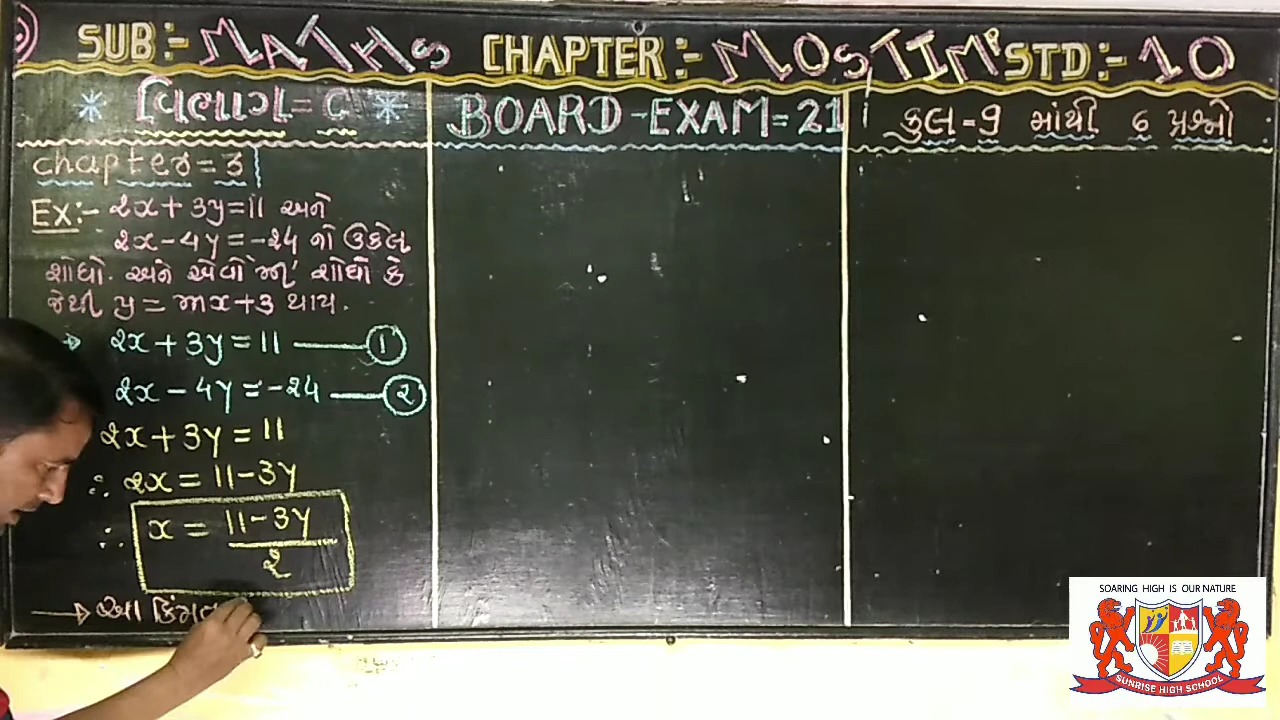 SUB:- MATHS CHAPTER:- MOST IMP STD:- 10
વિભાગ = C
BOARD - EXAM = 21
કુલ = 9 માંથી 6 પ્રશ્નો
chapter = 3
EX:- 2x + 3y = 11 અને
2x - 4y = -24 નો ઉકેલ
શોધો. અને એવો 'm' શોધો કે
જેથી y = mx + 3 થાય.
2x + 3y = 11 ① 
2x - 4y = -24 ②
2x + 3y = 11
∴ 2x = 11 - 3y
∴ x = 11 - 3y / 2
→ આ કિંમત
SOARING HIGH IS OUR NATURE
SUNRISE HIGH SCHOOL